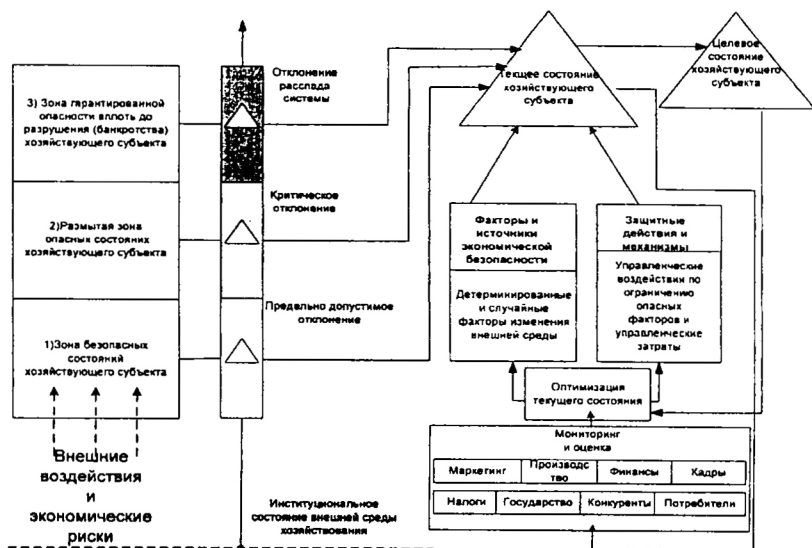 3) Зона гарантированной
опасности вплоть до
разрушения (банкротства)
хозяйствующего субъекта
2)Размытая зона
опасных состояних
хозяйствующего субъекта
1)Зона безопасных
состояний
хозяйствующего субъекта
Внешние
воздействия
и
экономические
риски
Отклонение
распада
системы
Критическое
отклонение
Предельно допустимое
отклонение
Институциональное
состояние внешней среды
хозяйствования
Текущее состояние
хозяйствующего
субъекта
Целевое
состояние
хозяйствующего
субъекта
Факторы и
источники
экономической
безопасности
Детерминированные
и случайные
факторы изменения
внешней среды
Защитные
действия и
механизмы
Управленческие
воздействии по
ограничению
опасных
факторов и
управленческие
затраты
Оптимизация
текущего состояния
Мониторинг
и оценка
Маркетинг
Производс
тво
Финансы
Кадры
Налоги
Государство
Конкуренты
Потребители